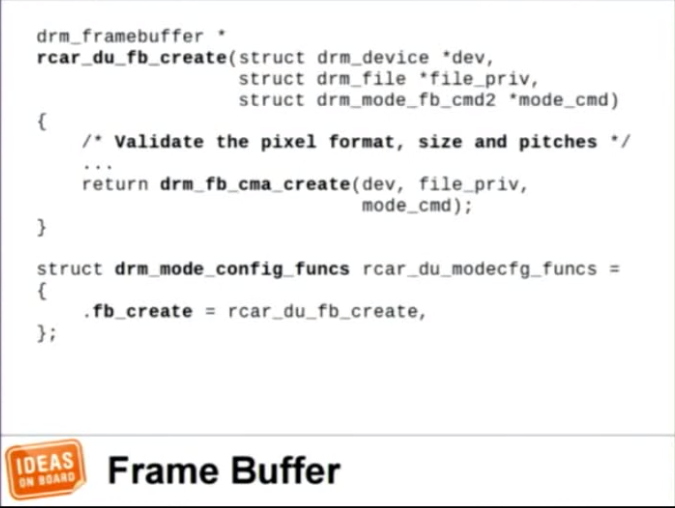 drm_framebuffer *
rcar_du_fb_create(struct drm_device *dev,
struct drm_file *file_priv,
struct drm_mode_fb_cmd2 *mode_cmd)
{
/* Validate the pixel format, size and pitches */
...
return drm_fb_cma_create(dev, file_priv,
mode_cmd);
}
struct drm_mode_config_funcs rcar_du_modecfg_funcs =
{
.fb_create = rcar_du_fb_create,
};
IDEAS
ON BOARD
Frame Buffer